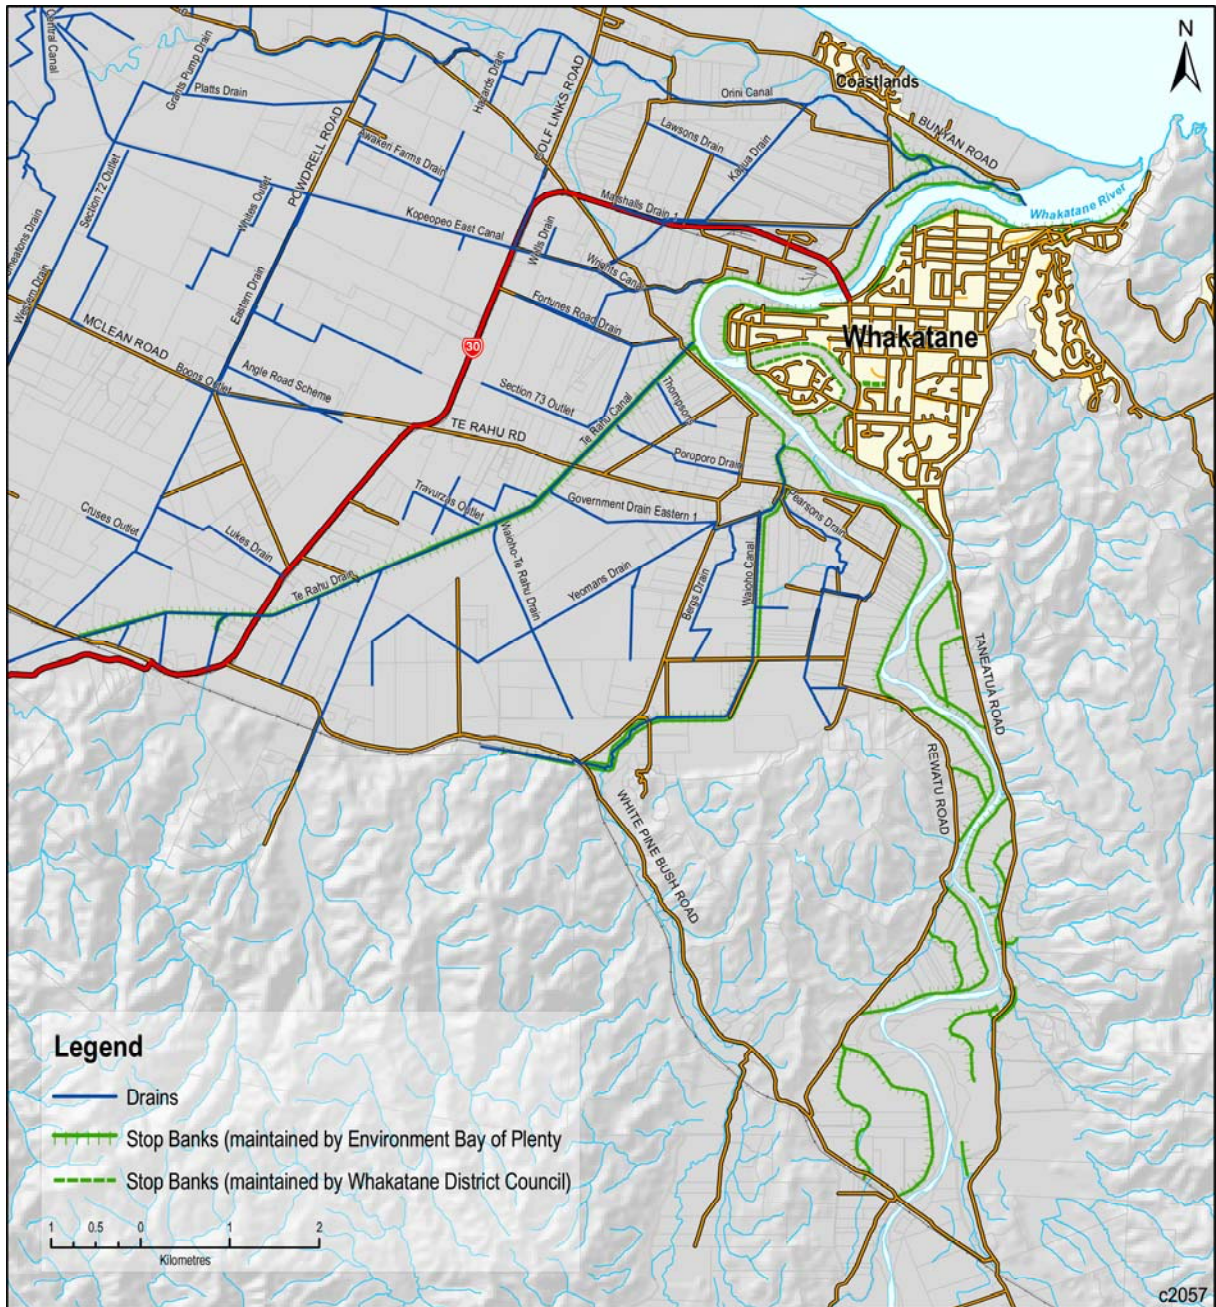 N
Central Canal
Grants Pump Drain
Platts Drain
Hazards Drain
GOLF LINKS ROAD
Orini Canal
Coastlands
BUNYAN ROAD
Lawsons Drain
Kaijua Drain
Awakeri Farms Drain
POWDRELL ROAD
Section 72 Outlet
Whites Outlet
Kopeopeo East Canal
Marshalls Drain 1
Whakatane River
Wrights Canal
Western Drain
Eastern Drain
Fortunes Road Drain
MCLEAN ROAD
Boons Outlet
Angle Road Scheme
30
Whakatane
Section 73 Outlet
Te Rahu Canal
Thompsons
TE RAHU RD
Poroporo Drain
Travurzas Outlet
Government Drain Eastern 1
Pearsons Drain
Cruses Outlet
Lukes Drain
Te Rahu Drain
Waioho-Te Rahu Drain
Yeomans Drain
Bergs Drain
Waioho Canal
TANEATUA ROAD
REWATU ROAD
WHITE PINE BUSH ROAD
Legend
Drains
Stop Banks (maintained by Environment Bay of Plenty
Stop Banks (maintained by Whakatane District Council)
1 0.5 0 1 2
Kilometres
c2057